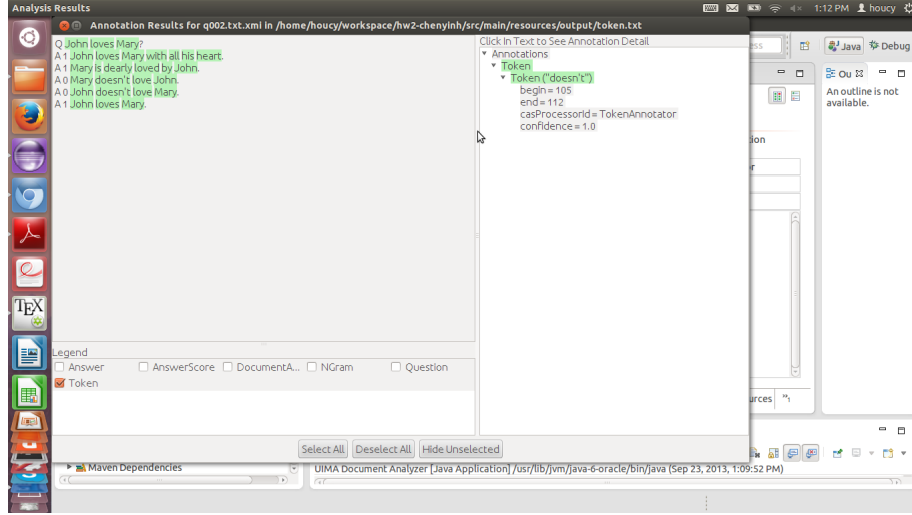 Analysis Results
1:12 PM houcy
Annotation Results for q002.txt.xmi in /home/houcy/workspace/hw2-chenyinh/src/main/resources/output/token.txt
Q John loves Mary?
A 1 John loves Mary with all his heart.
A 1 Mary is dearly loved by John.
A 0 Mary doesn't love John.
A 0 John doesn't love Mary.
A 1 John loves Mary.
Click In Text to See Annotation Detail
Annotations
Token
Token ("doesn't")
begin = 105
end = 112
casProcessorId = TokenAnnotator
confidence = 1.0
Legend
Answer AnswerScore DocumentA... NGram Question
Token
Select All Deselect All Hide Unselected
ess
Java Debug
Ou
An outline is not
available.
tion
r
urces
Maven Dependencies
UIMA Document Analyzer [Java Application] /usr/lib/jvm/java-6-oracle/bin/java (Sep 23, 2013, 1:09:52 PM)
TEX